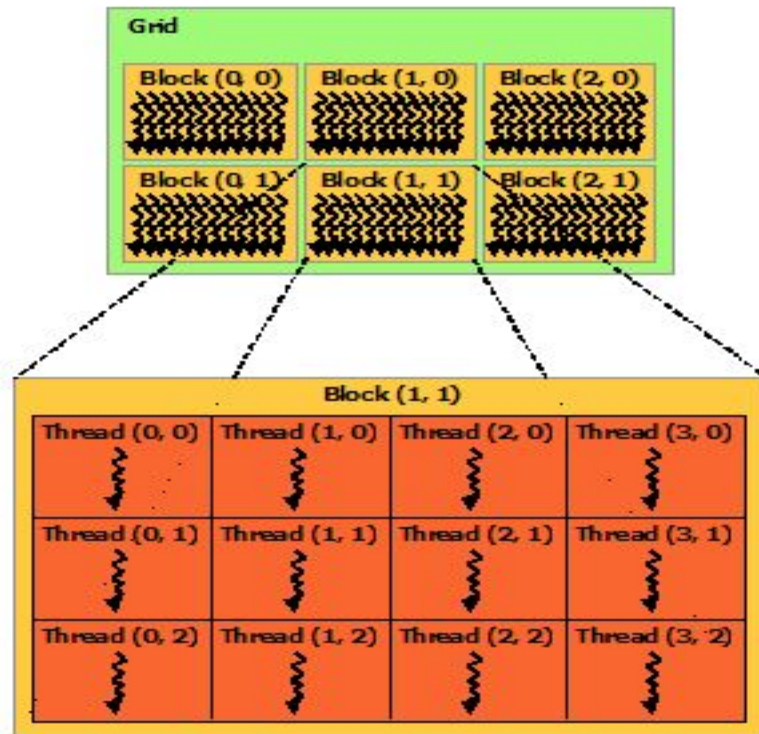 Grid
Block (0, 0) Block (1, 0) Block (2, 0)
Block (0, 1) Block (1, 1) Block (2, 1)
Block (1, 1)
Thread (0, 0) Thread (1, 0) Thread (2, 0) Thread (3, 0)
Thread (0, 1) Thread (1, 1) Thread (2, 1) Thread (3, 1)
Thread (0, 2) Thread (1, 2) Thread (2, 2) Thread (3, 2)